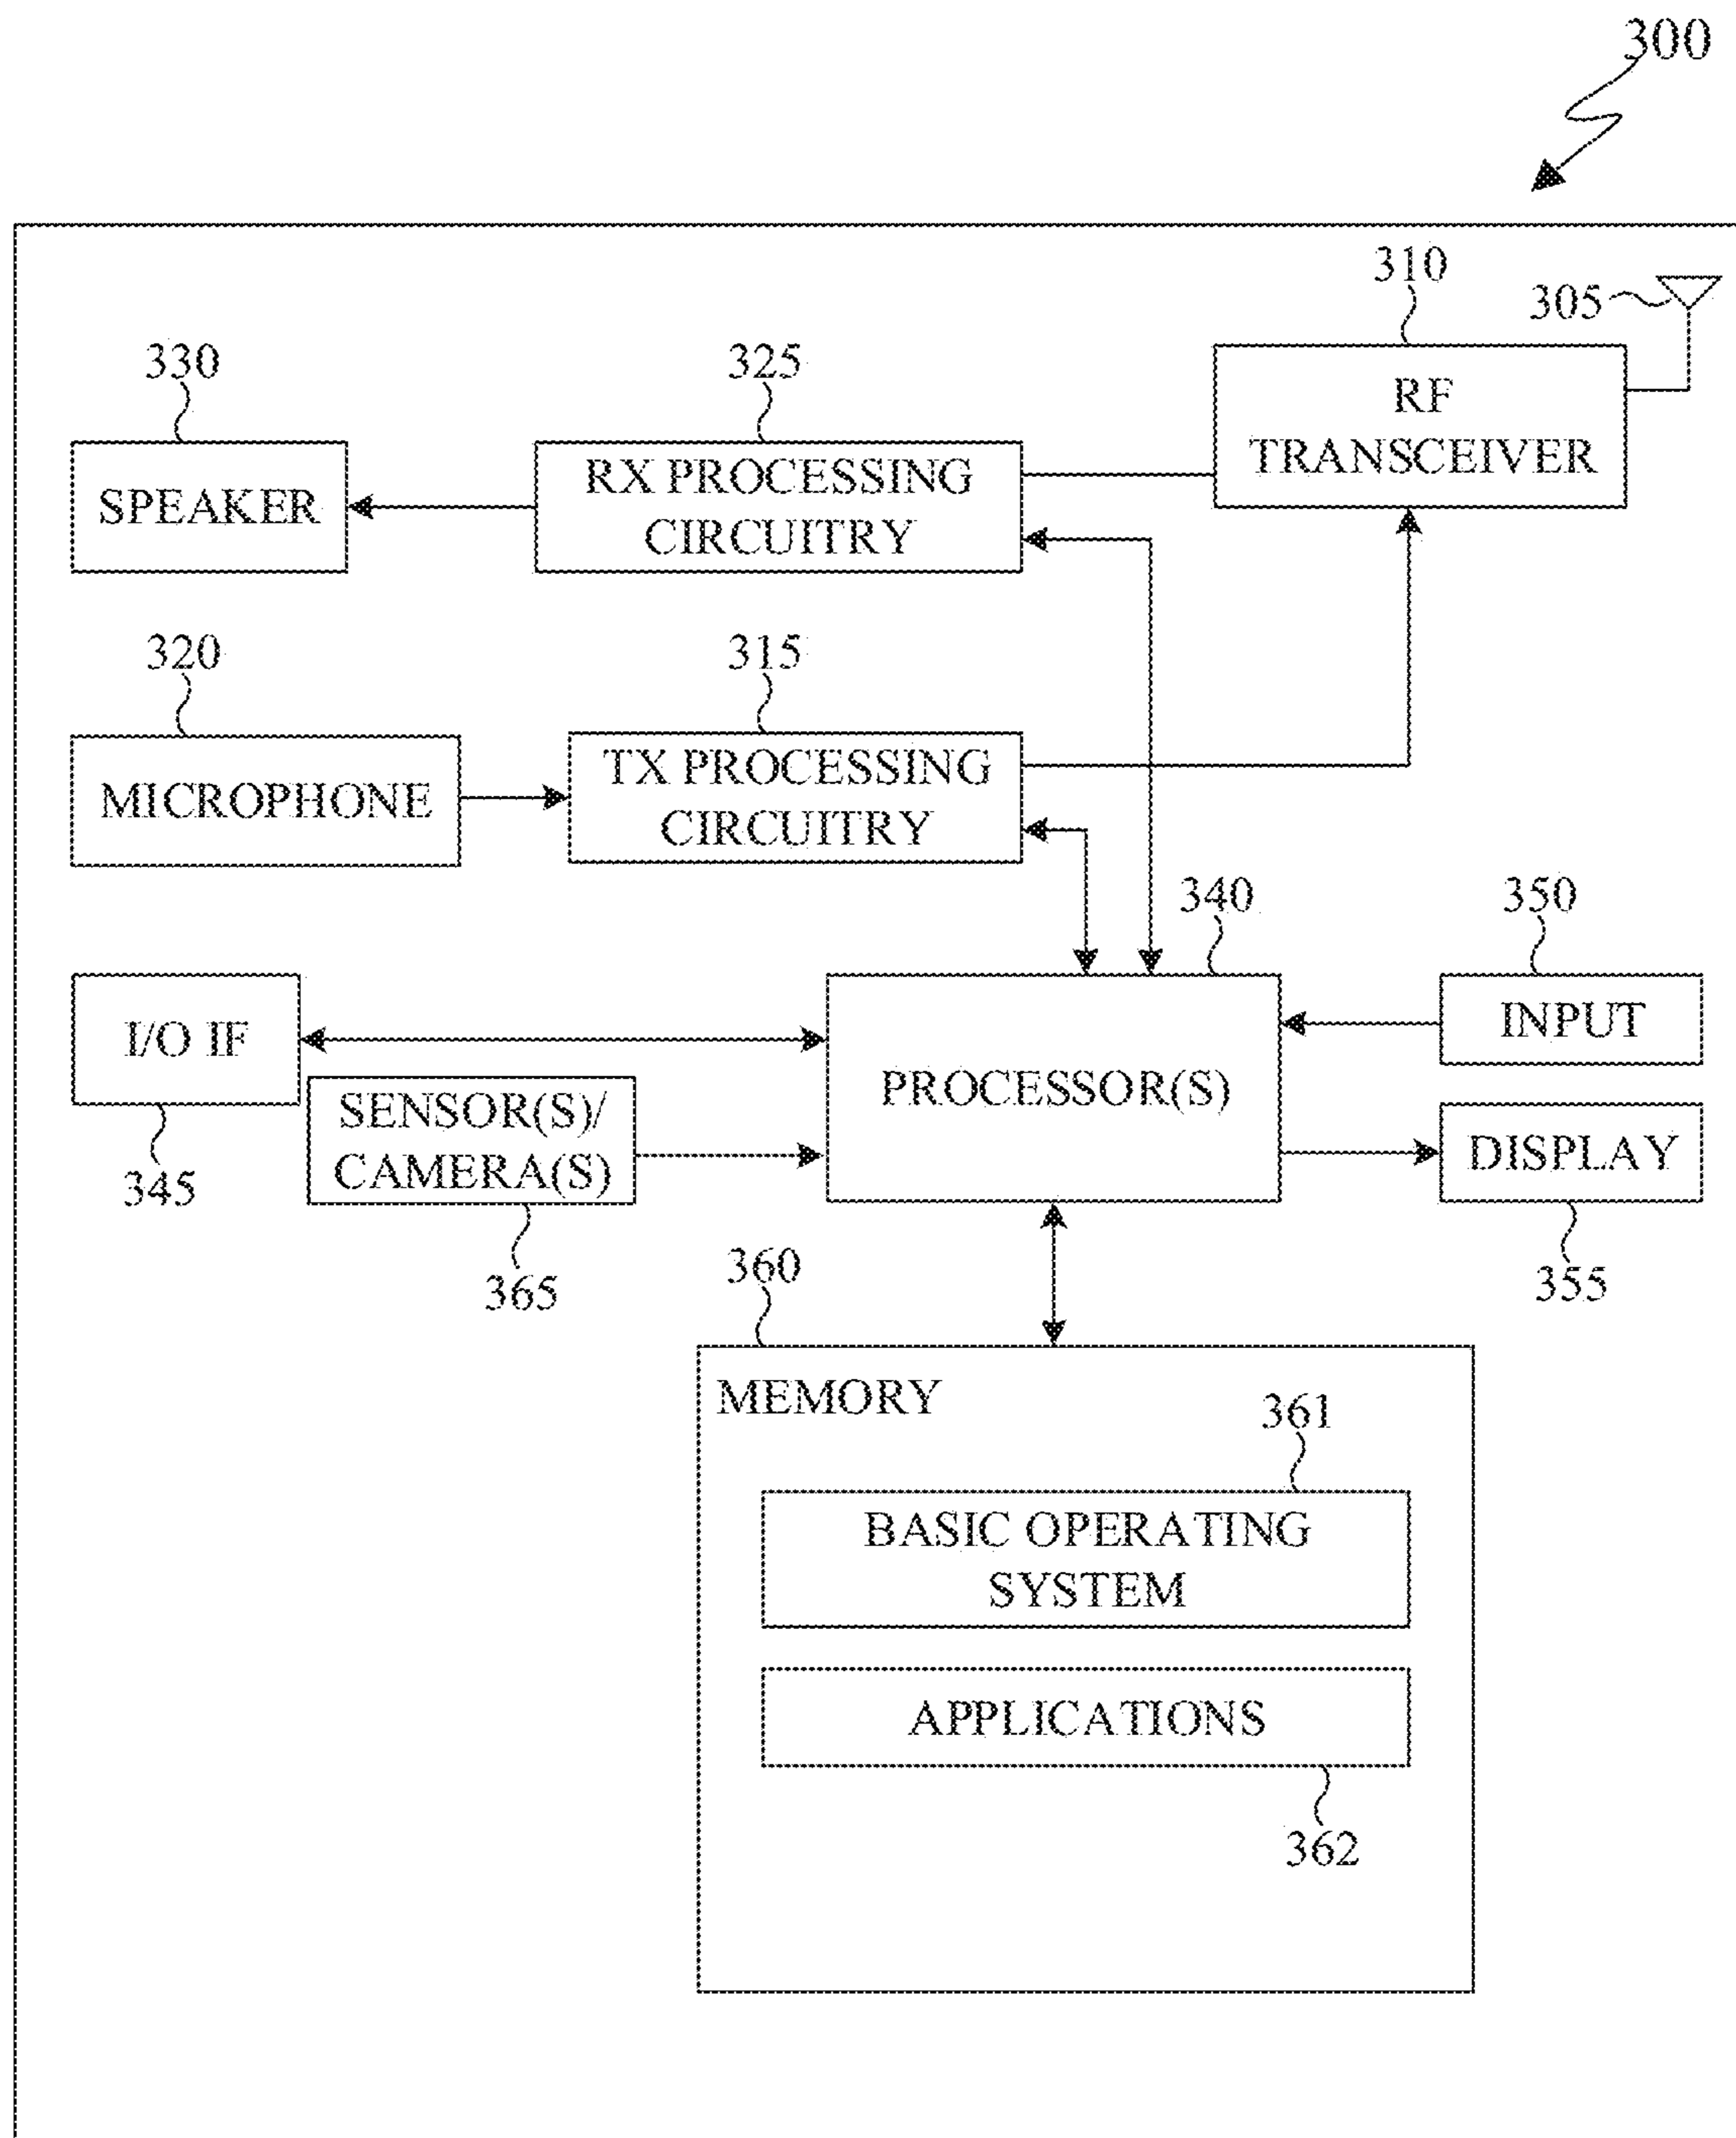 300
310
305
330
325
RF
TRANSCEIVER
SPEAKER
RX PROCESSING
CIRCUITRY
320
315
MICROPHONE
TX PROCESSING
CIRCUITRY
340
350
I/O IF
PROCESSOR(S)
INPUT
SENSOR(S)/
CAMERA(S)
DISPLAY
345
365
360
355
MEMORY
361
BASIC OPERATING
SYSTEM
APPLICATIONS
362